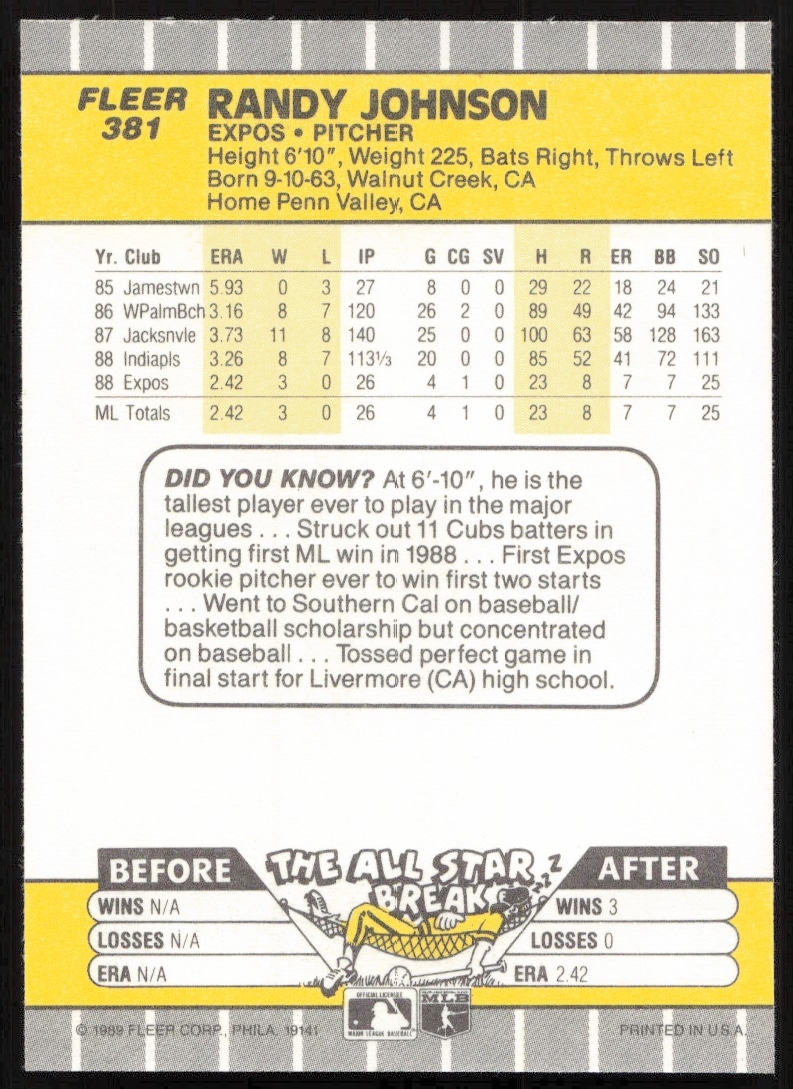 FLEER
381
RANDY JOHNSON
EXPOS • PITCHER
Height 6'10", Weight 225, Bats Right, Throws Left
Born 9-10-63, Walnut Creek, CA
Home Penn Valley, CA
Yr. Club ERA W L IP G CG SV H R ER BB SO
85 Jamestwn 5.93 0 3 27 8 0 0 29 22 18 24 21
86 WPalmBch 3.16 8 7 120 26 2 0 89 49 42 94 133
87 Jacksnvle 3.73 11 8 140 25 0 0 100 63 58 128 163
88 Indiapls 3.26 8 7 113⅓ 20 0 0 85 52 41 72 111
88 Expos 2.42 3 0 26 4 1 0 23 8 7 7 25
ML Totals 2.42 3 0 26 4 1 0 23 8 7 7 25
DID YOU KNOW? At 6'-10", he is the
tallest player ever to play in the major
leagues . . . Struck out 11 Cubs batters in
getting first ML win in 1988 . . . First Expos
rookie pitcher ever to win first two starts
. . . Went to Southern Cal on baseball/
basketball scholarship but concentrated
on baseball . . . Tossed perfect game in
final start for Livermore (CA) high school.
BEFORE THE ALL STAR BREAK ZZZZ AFTER
WINS N/A WINS 3
LOSSES N/A LOSSES 0
ERA N/A ERA 2.42
OFFICIAL LICENSEE
MAJOR LEAGUE BASEBALL
MLB
© 1989 FLEER CORP., PHILA. 19141 PRINTED IN U.S.A.